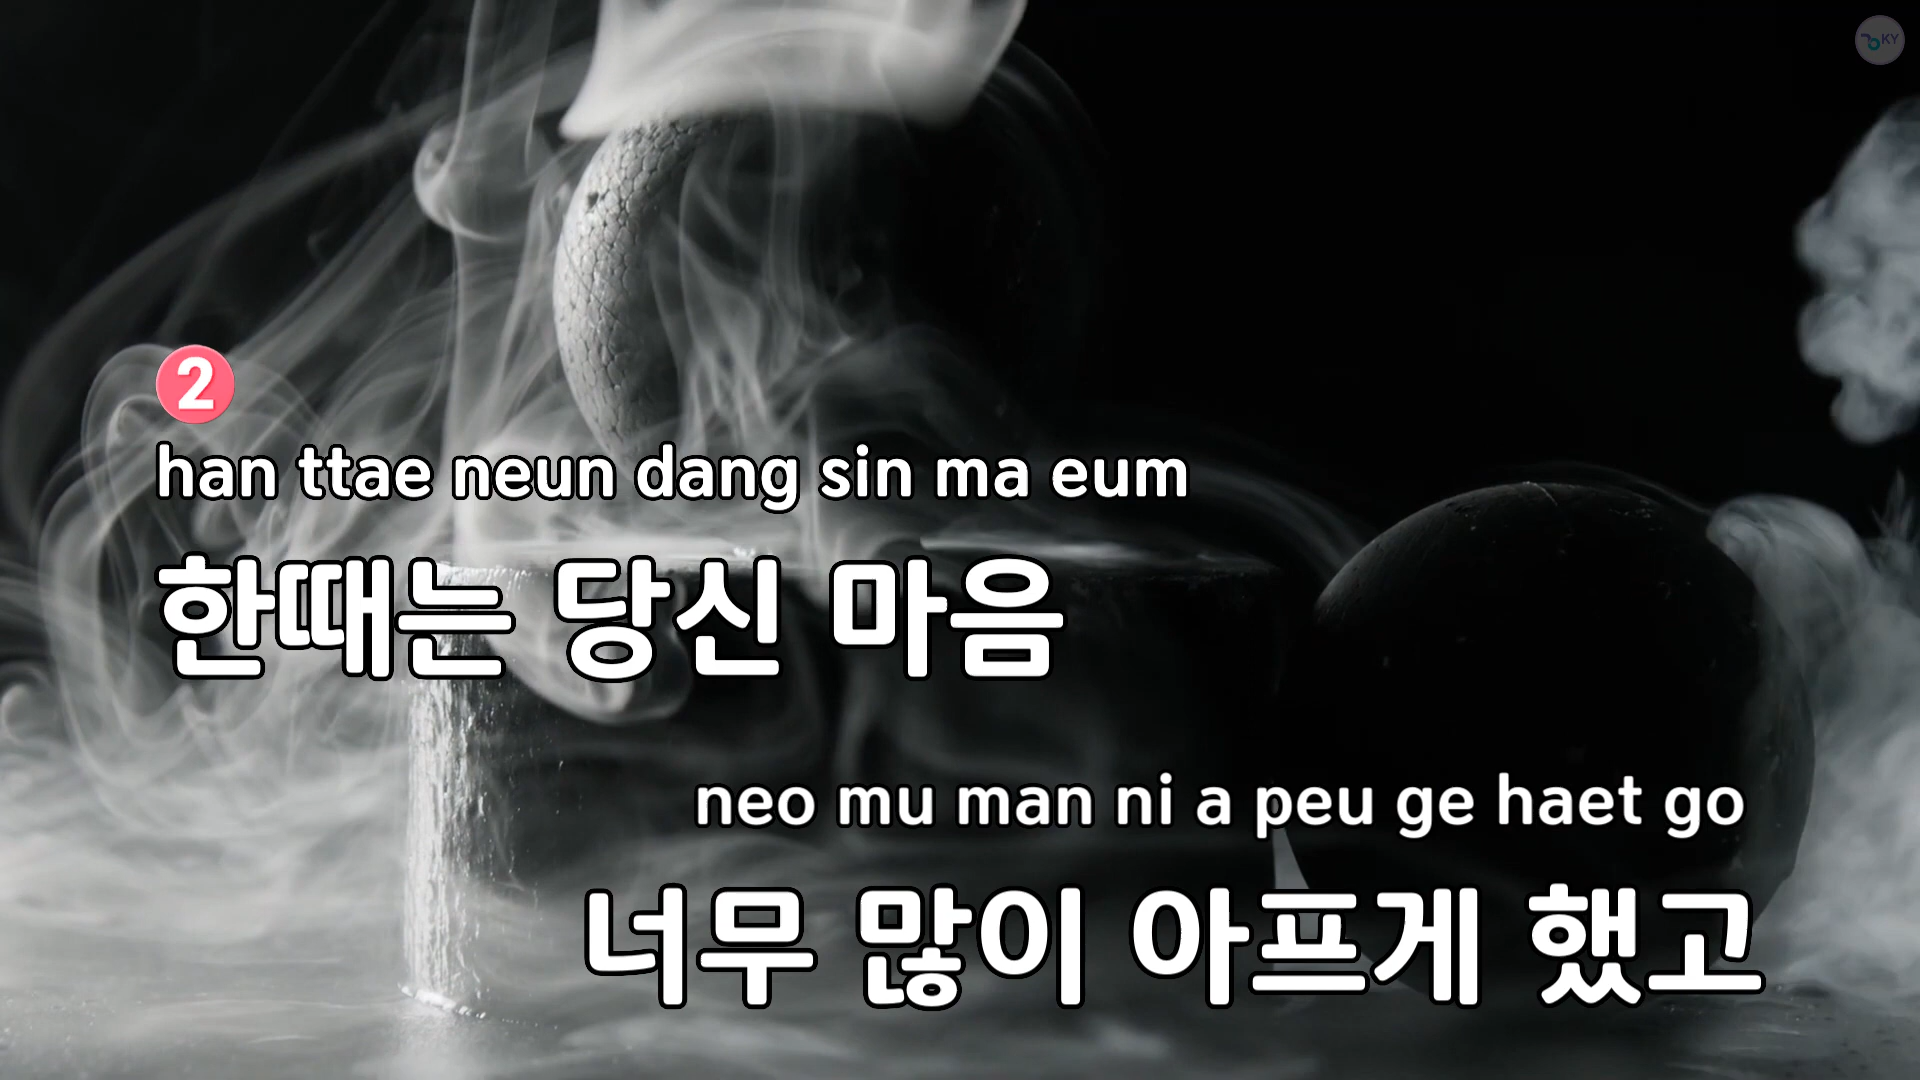 KY
2
han ttae neun dang sin ma eum
한때는 당신 마음
neo mu man ni a peu ge haet go
너무 많이 아프게 했고